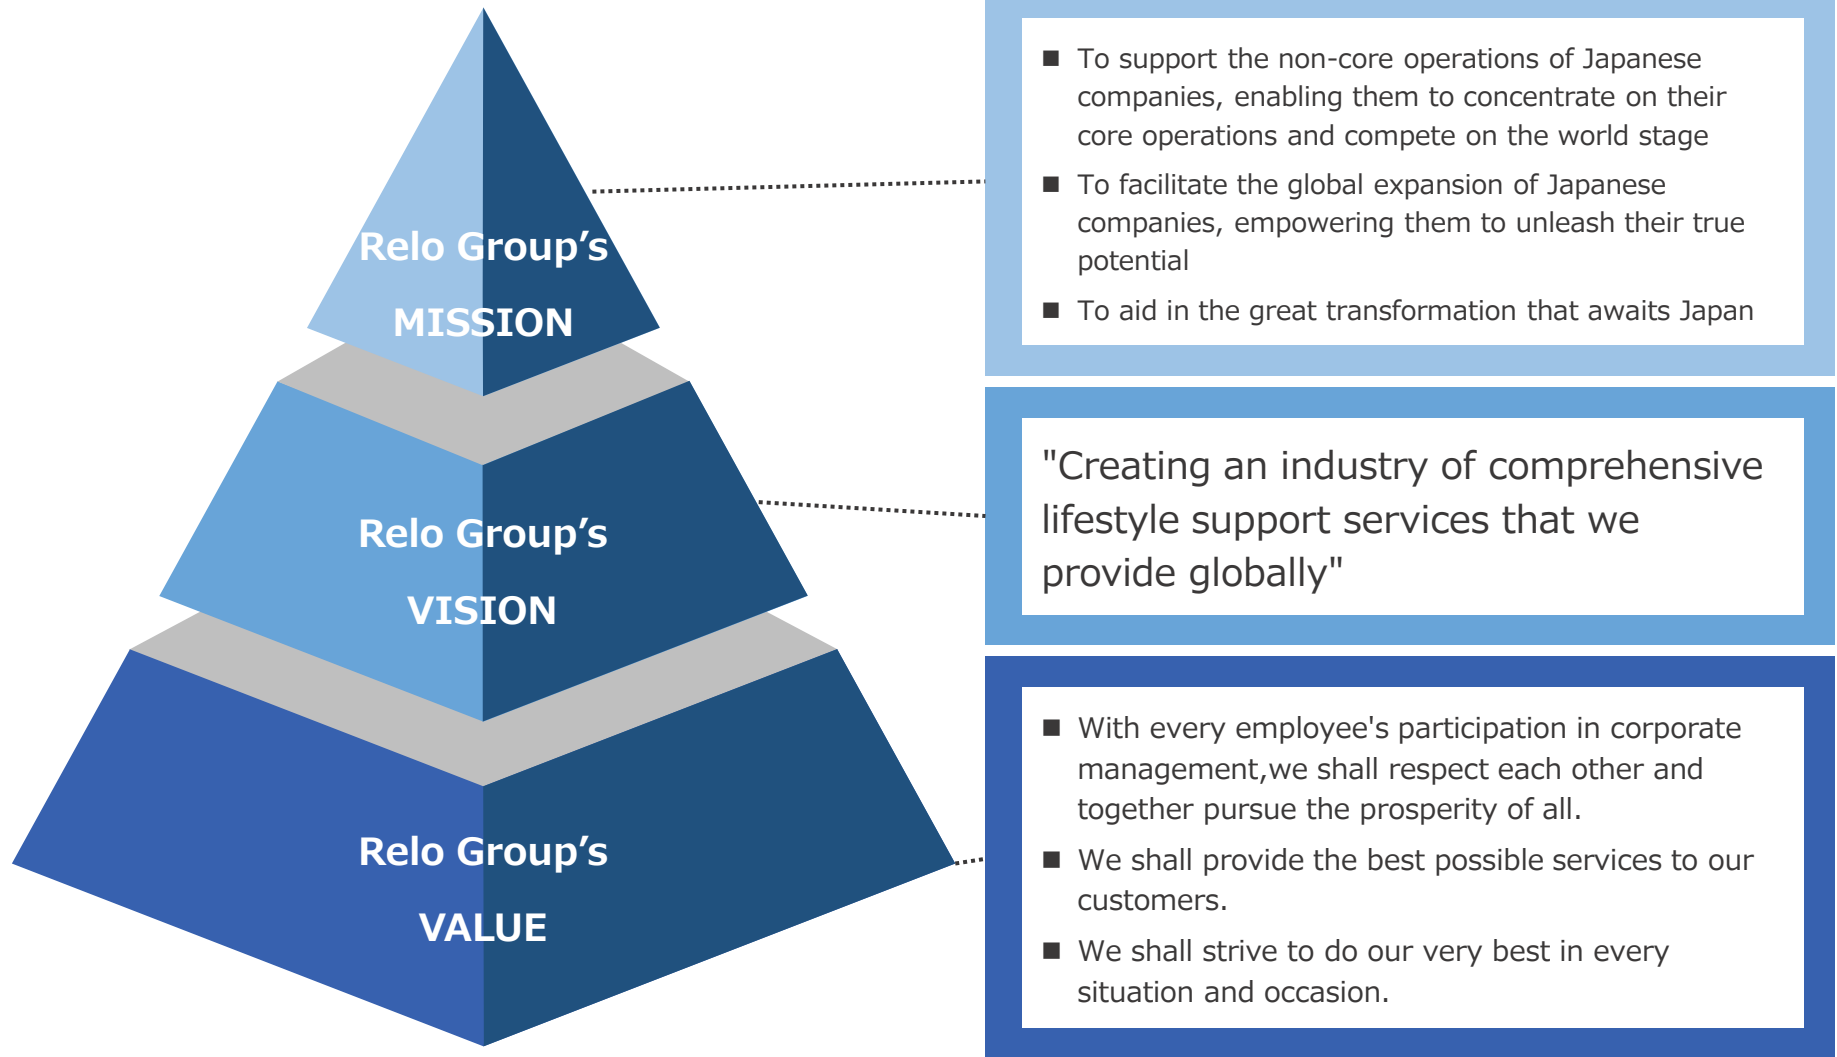 Relo Group’s
MISSION
■ To support the non-core operations of Japanese
companies, enabling them to concentrate on their
core operations and compete on the world stage
■ To facilitate the global expansion of Japanese
companies, empowering them to unleash their true
potential
■ To aid in the great transformation that awaits Japan
Relo Group’s
VISION
"Creating an industry of comprehensive
lifestyle support services that we
provide globally"
Relo Group’s
VALUE
■ With every employee's participation in corporate
management,we shall respect each other and
together pursue the prosperity of all.
■ We shall provide the best possible services to our
customers.
■ We shall strive to do our very best in every
situation and occasion.